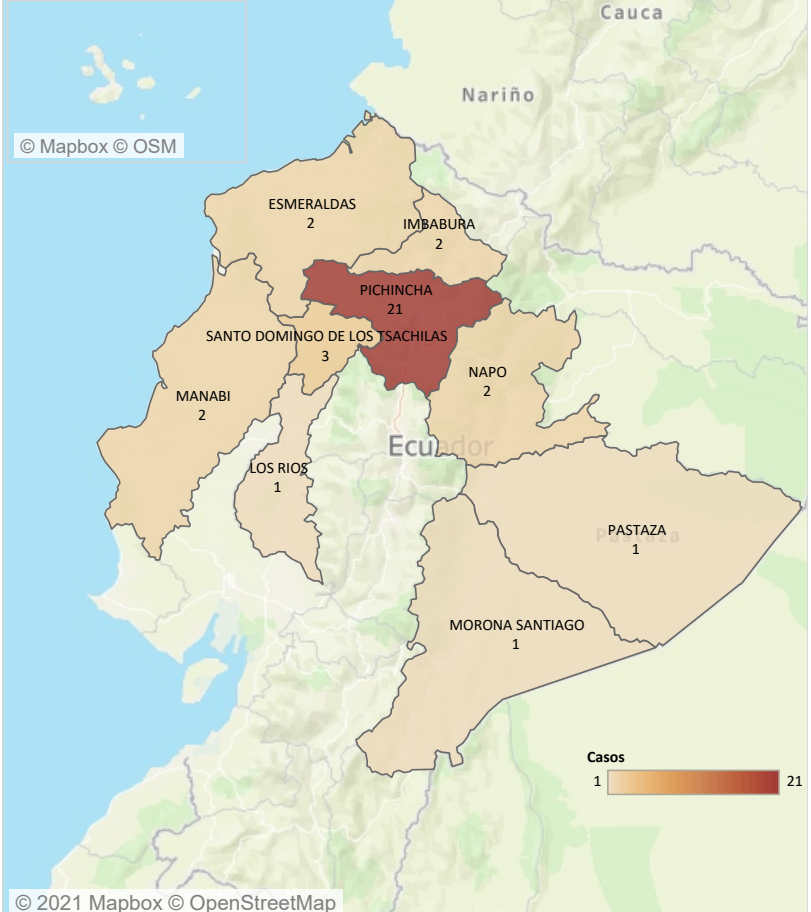 Cauca
Nariño
© Mapbox © OSM
ESMERALDAS
2
IMBABURA
2
PICHINCHA
21
SANTO DOMINGO DE LOS TSACHILAS
3
NAPO
2
MANABI
2
Ecuador
LOS RIOS
1
PASTAZA
1
Pastaza
MORONA SANTIAGO
1
Casos
1
21
© 2021 Mapbox © OpenStreetMap